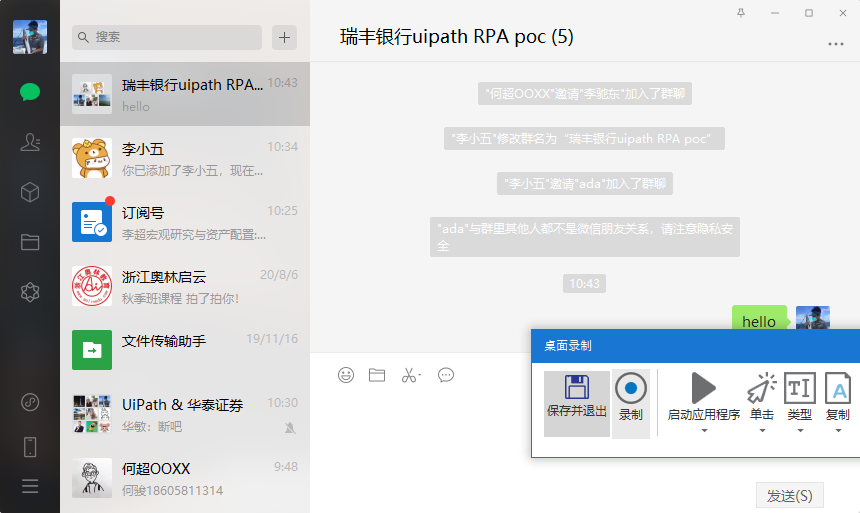 搜索
瑞丰银行uipath RPA...
10:43
hello
李小五
10:34
你已添加了李小五，现在...
订阅号
10:25
李超宏观研究与资产配置:...
浙江奥林启云
20/8/6
秋季班课程 拍了拍你!
文件传输助手
19/11/16
UiPath & 华泰证券
10:30
华敏：断吧
何超OOXX
9:48
何骏18605811314
瑞丰银行uipath RPA poc (5)
"何超OOXX"邀请"李驰东"加入了群聊
"李小五"修改群名为“瑞丰银行uipath RPA poc”
"李小五"邀请"ada"加入了群聊
"ada"与群里其他人都不是微信朋友关系，请注意隐私安
全
10:43
hello
桌面录制
保存并退出
录制
启动应用程序
单击
类型
复制
发送(S)